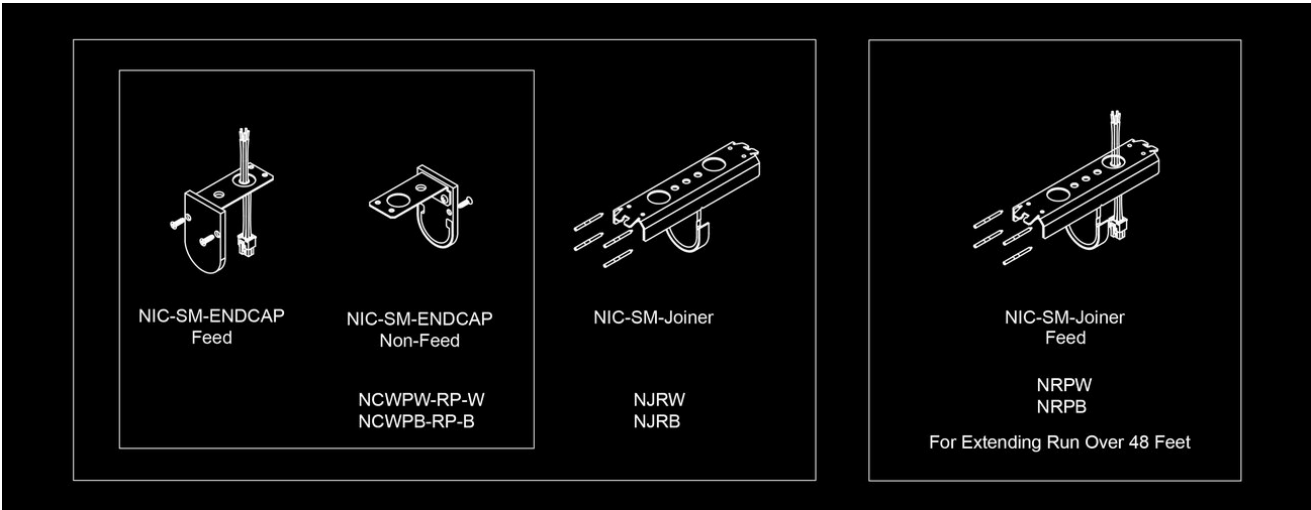 NIC-SM-ENDCAP
Feed
NIC-SM-ENDCAP
Non-Feed
NCWPW-RP-W
NCWPB-RP-B
NIC-SM-Joiner
NJRW
NJRB
NIC-SM-Joiner
Feed
NRPW
NRPB
For Extending Run Over 48 Feet